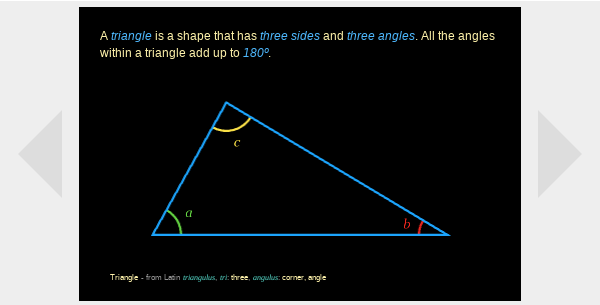 A triangle is a shape that has three sides and three angles. All the angles
within a triangle add up to 180º.
c
a
b
Triangle - from Latin triangulus, tri: three, angulus: corner, angle